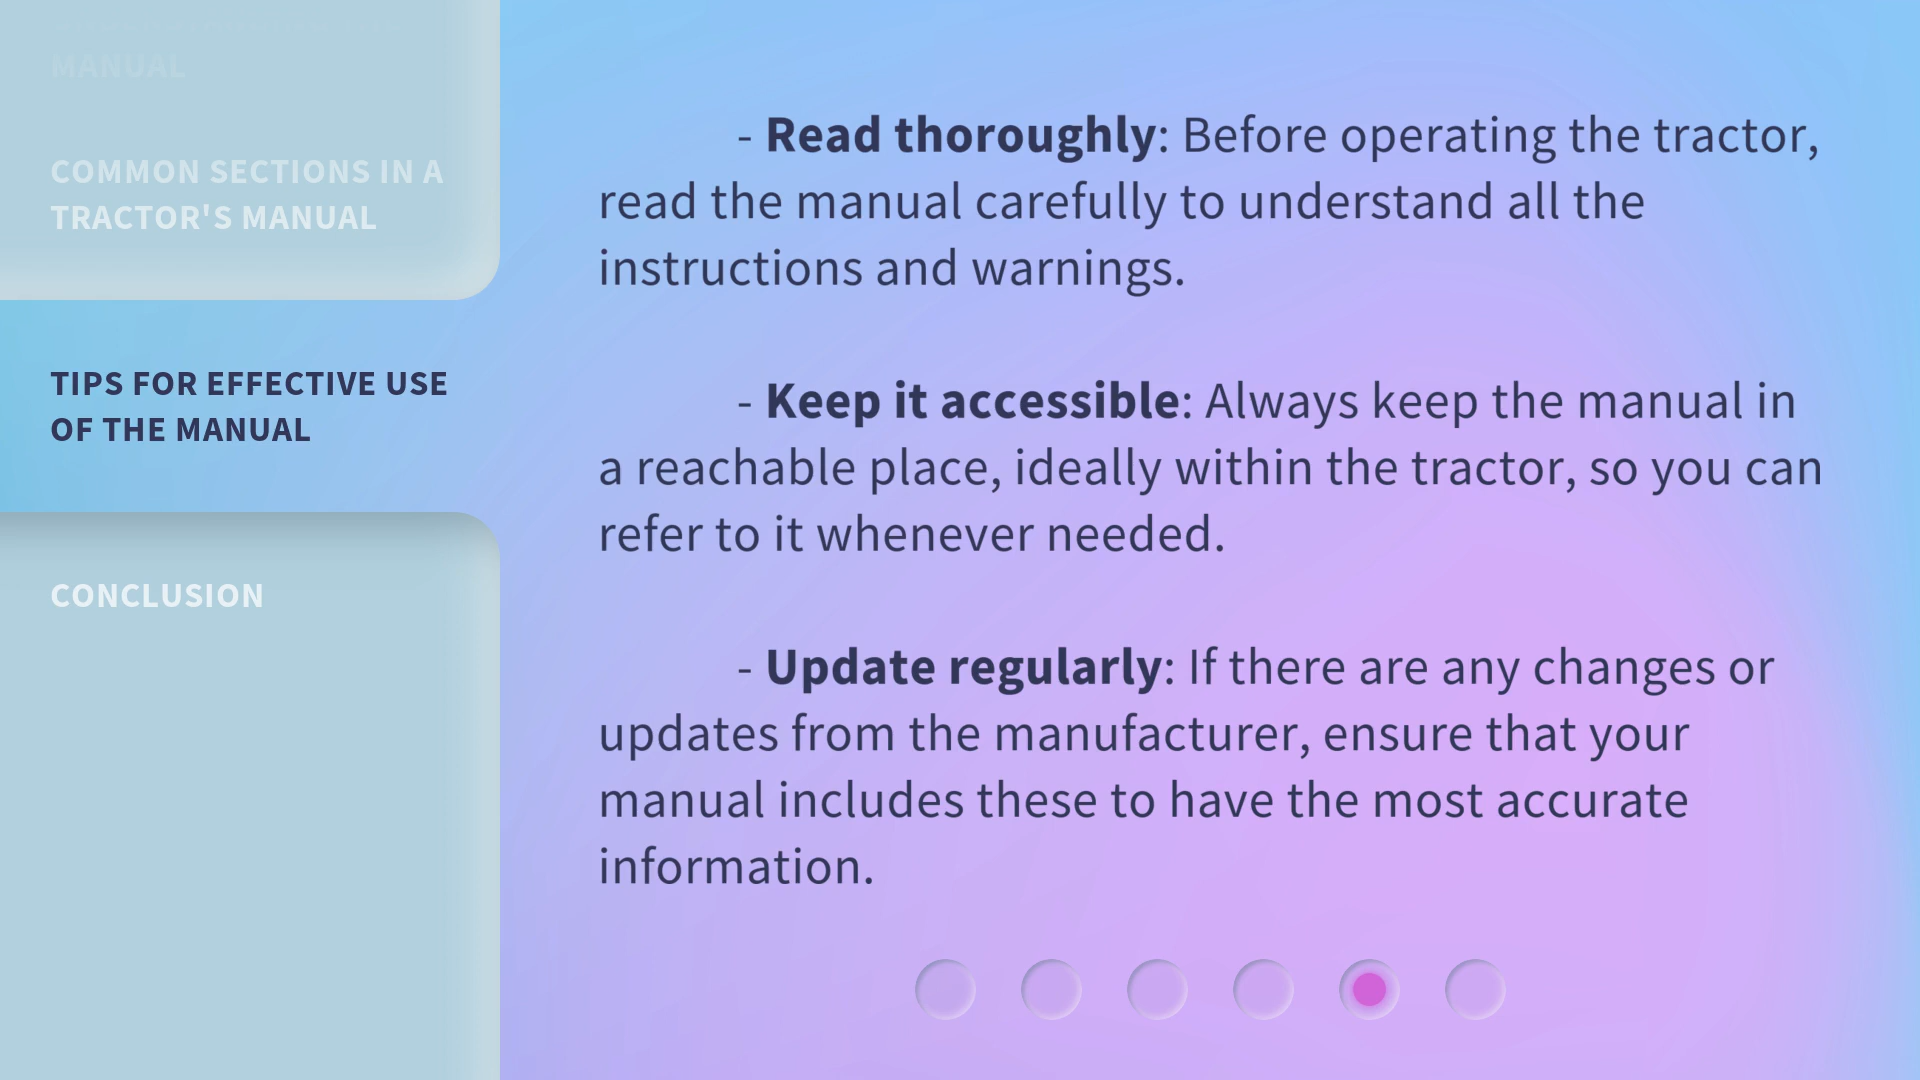 MANUAL
COMMON SECTIONS IN A
TRACTOR'S MANUAL
TIPS FOR EFFECTIVE USE
OF THE MANUAL
CONCLUSION
- Read thoroughly: Before operating the tractor,
read the manual carefully to understand all the
instructions and warnings.
- Keep it accessible: Always keep the manual in
a reachable place, ideally within the tractor, so you can
refer to it whenever needed.
- Update regularly: If there are any changes or
updates from the manufacturer, ensure that your
manual includes these to have the most accurate
information.